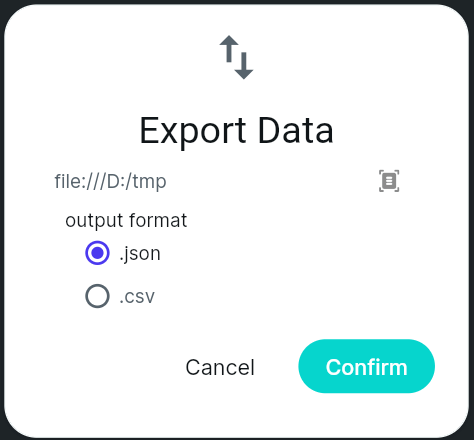 Export Data
file:///D:/tmp
output format
.json
.csv
Cancel Confirm